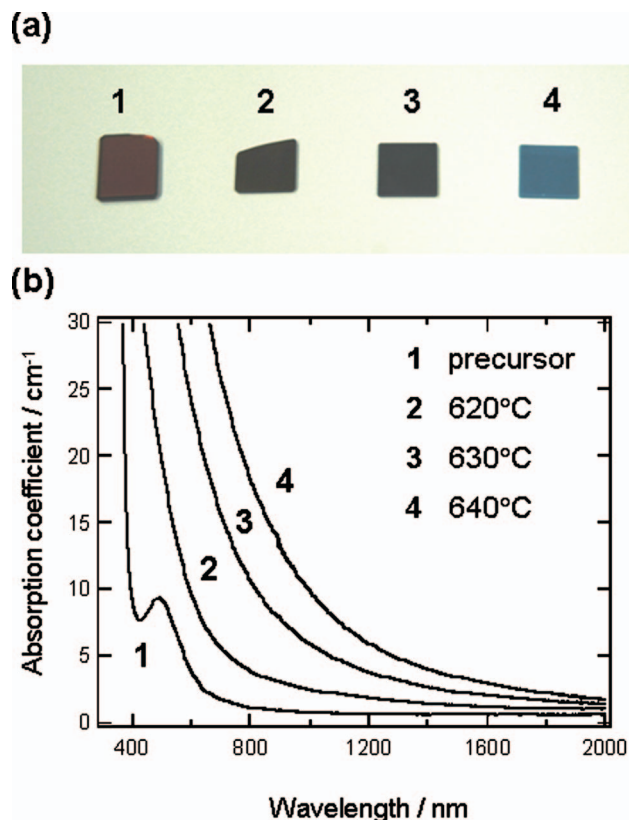 (a)
1 2 3 4
(b)
30
25
20
15
10
5
0
Absorption coefficient / cm⁻¹
1 precursor
2 620°C
3 630°C
4 640°C
4
3
2
1
400 800 1200 1600 2000
Wavelength / nm